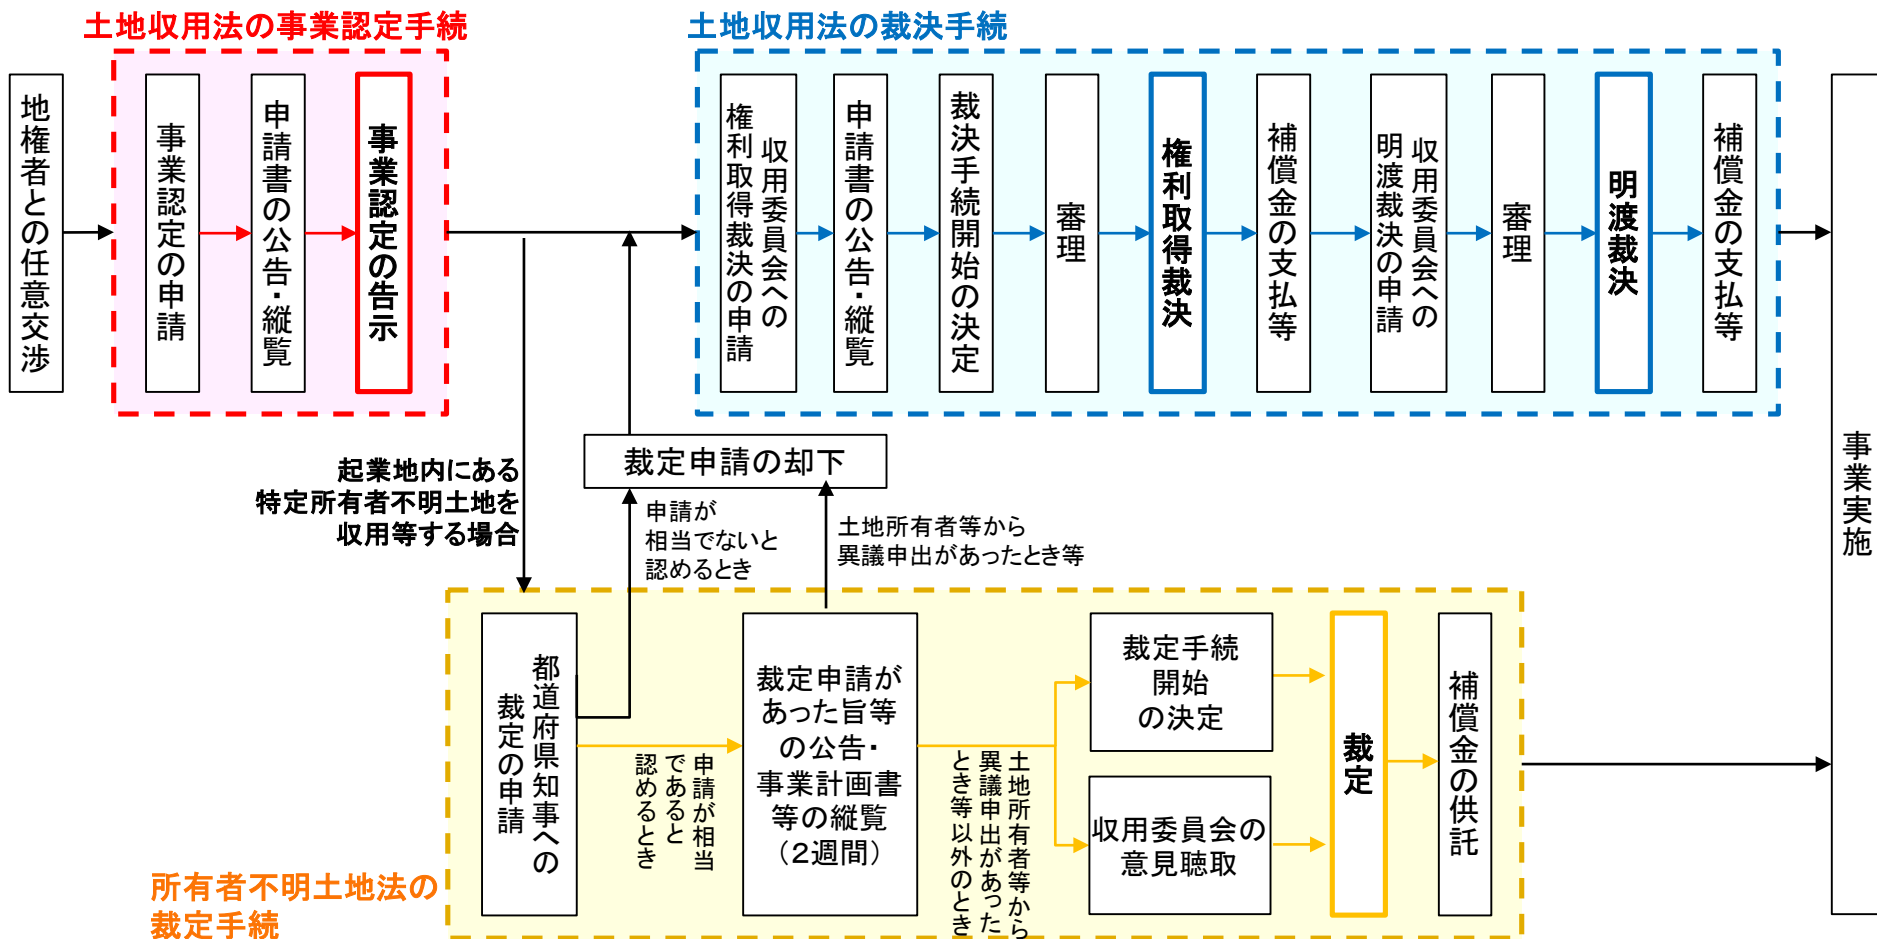 土地収用法の事業認定手続
地権者との任意交渉
事業認定の申請
申請書の公告・縦覧
事業認定の告示
土地収用法の裁決手続
収用委員会への
権利取得裁決の申請
申請書の公告・縦覧
裁決手続開始の決定
審理
権利取得裁決
補償金の支払等
収用委員会への
明渡裁決の申請
審理
明渡裁決
補償金の支払等
事業実施
起業地内にある
特定所有者不明土地を
収用等する場合
裁定申請の却下
申請が
相当でないと
認めるとき
土地所有者等から
異議申出があったとき等
都道府県知事への
裁定の申請
申請が相当
であると
認めるとき
裁定申請が
あった旨等
の公告・
事業計画書
等の縦覧
（2週間）
土地所有者等から
異議申出があった
とき等以外のとき
裁定手続
開始
の決定
収用委員会の
意見聴取
裁定
補償金の供託
所有者不明土地法の
裁定手続